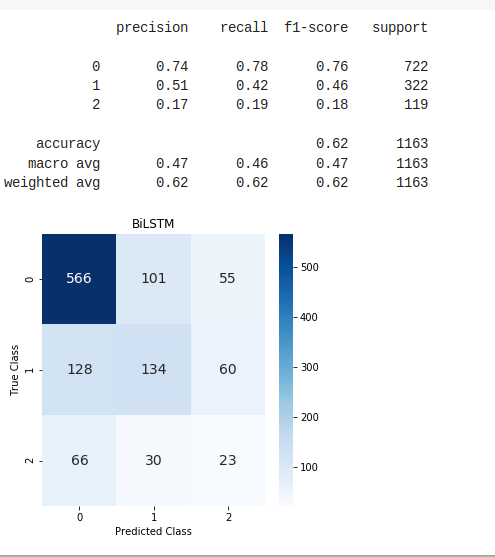 precision recall f1-score support
0 0.74 0.78 0.76 722
1 0.51 0.42 0.46 322
2 0.17 0.19 0.18 119
accuracy 0.62 1163
macro avg 0.47 0.46 0.47 1163
weighted avg 0.62 0.62 0.62 1163
BiLSTM
0 566 101 55
1 128 134 60
2 66 30 23
0 1 2
Predicted Class
True Class
500
400
300
200
100